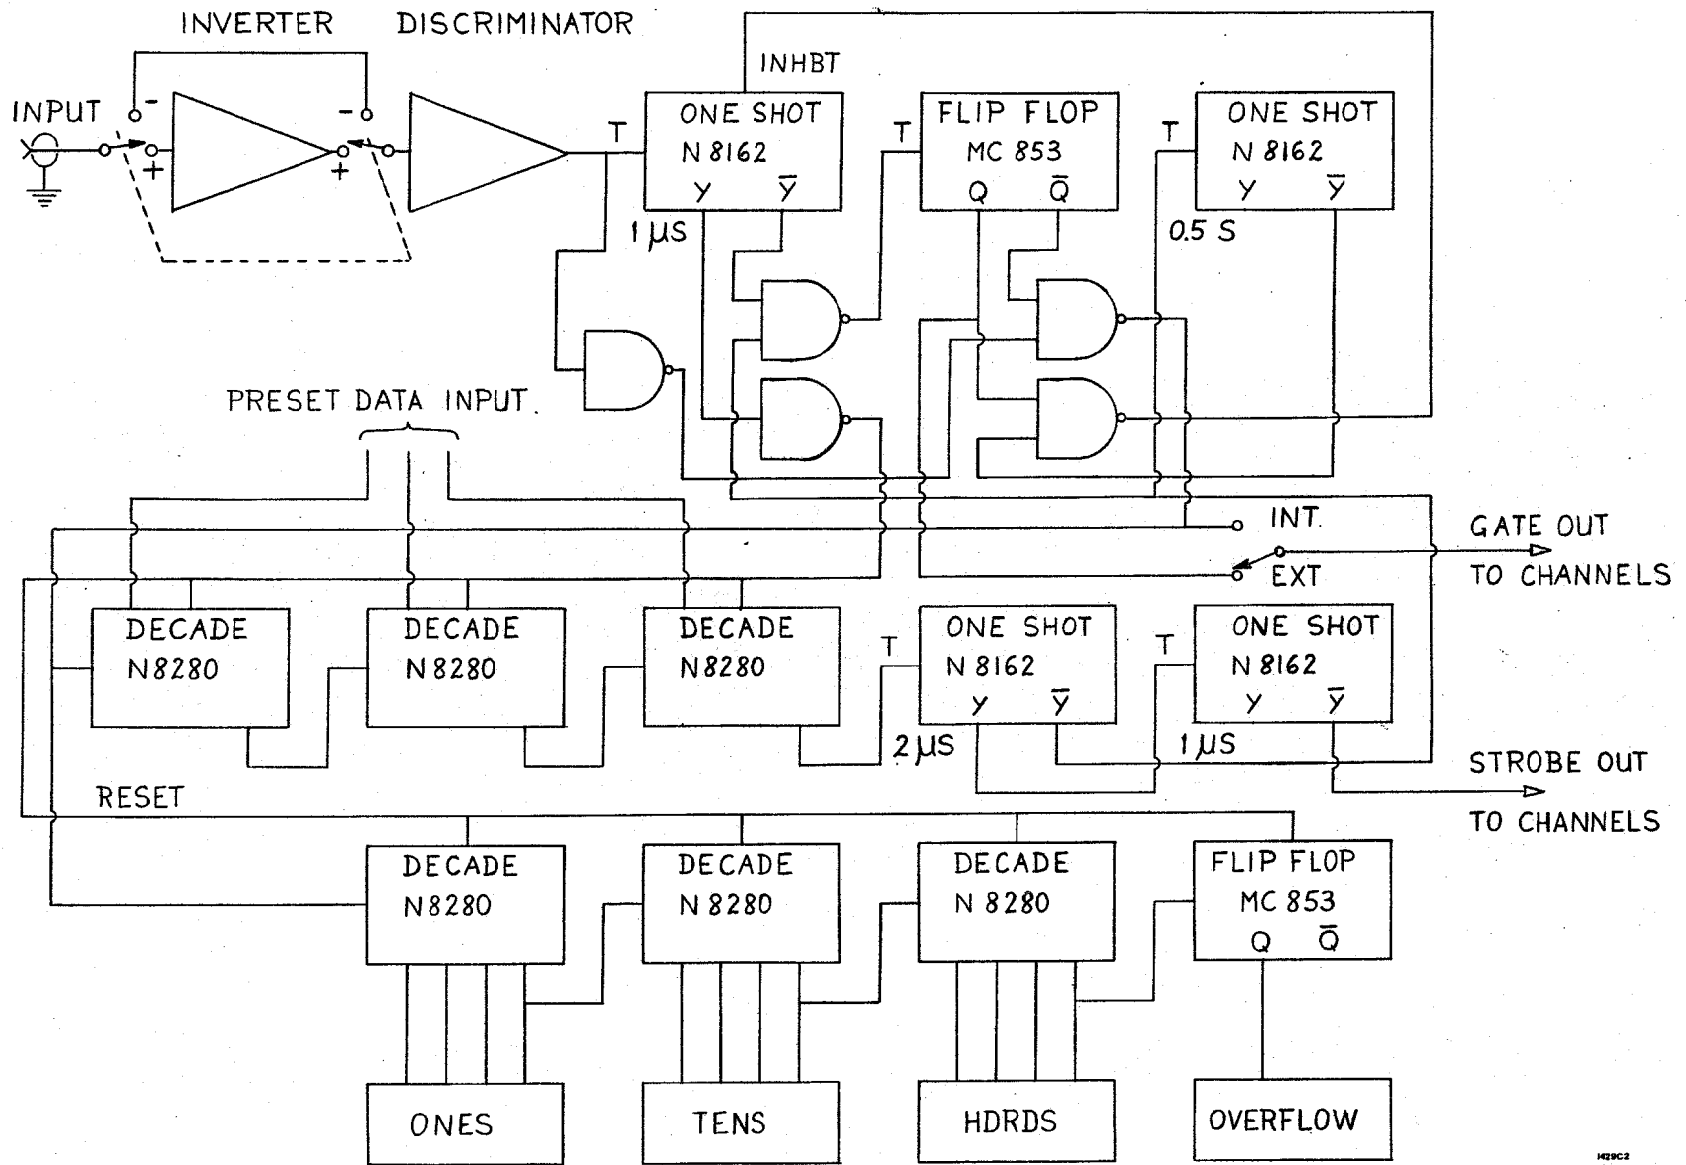 INVERTER DISCRIMINATOR
INHBT
INPUT
-
-
+
+
T
ONE SHOT
N 8162
Y Y̅
1 µS
T
FLIP FLOP
MC 853
Q Q̅
T
ONE SHOT
N 8162
Y Y̅
0.5 S
PRESET DATA INPUT.
INT.
EXT
GATE OUT
TO CHANNELS
DECADE
N8280
DECADE
N8280
DECADE
N8280
T
ONE SHOT
N 8162
Y Y̅
2 µS
T
ONE SHOT
N 8162
Y Y̅
1 µS
STROBE OUT
TO CHANNELS
RESET
DECADE
N8280
DECADE
N 8280
DECADE
N 8280
FLIP FLOP
MC 853
Q Q̅
ONES
TENS
HDRDS
OVERFLOW
1429C2